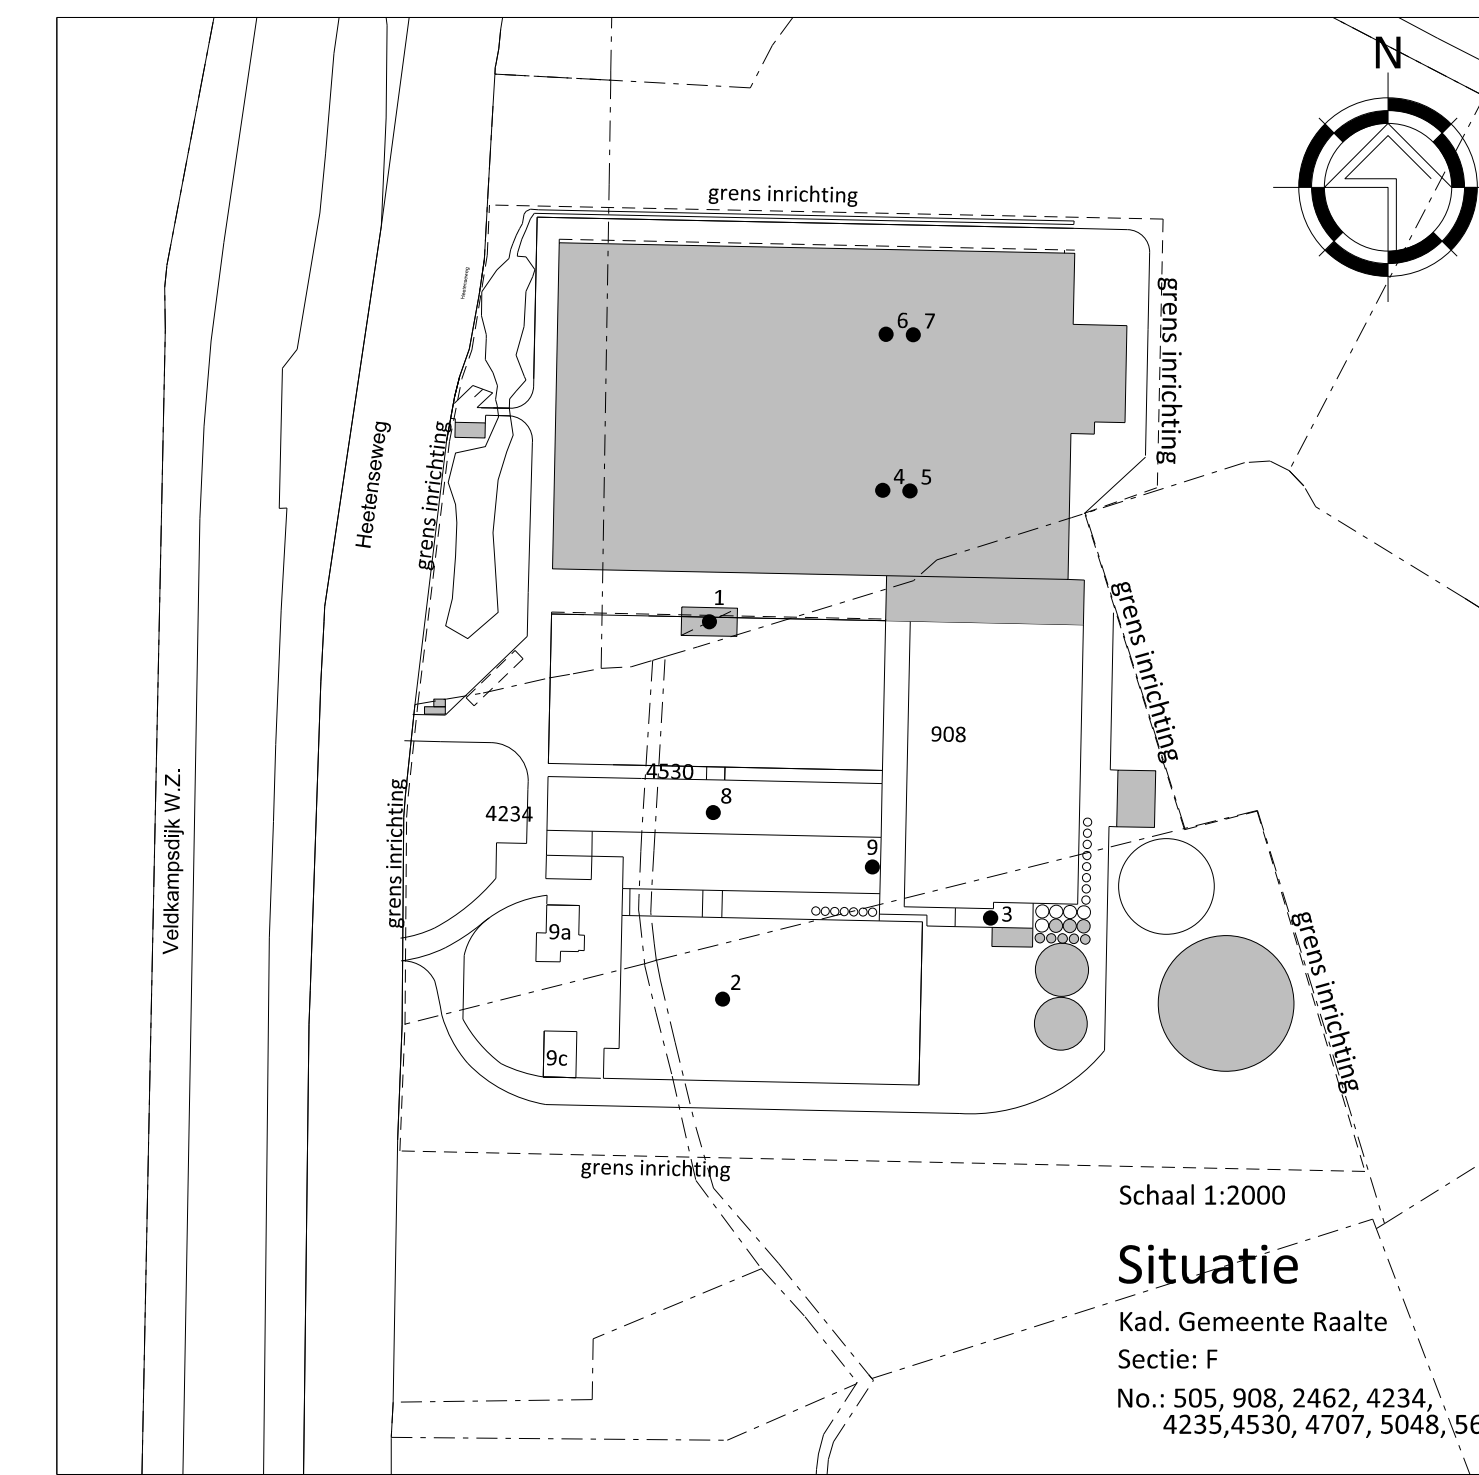 N
grens inrichting
grens inrichting
6 7
Heetenseweg
Heetenseweg
grens inrichting
4 5
1
grens inrichting
908
4530
8
4234
Veldkampsdijk W.Z.
grens inrichting
9
3
9a
2
grens inrichting
9c
grens inrichting
Schaal 1:2000
Situatie
Kad. Gemeente Raalte
Sectie: F
No.: 505, 908, 2462, 4234,
4235,4530, 4707, 5048, 56